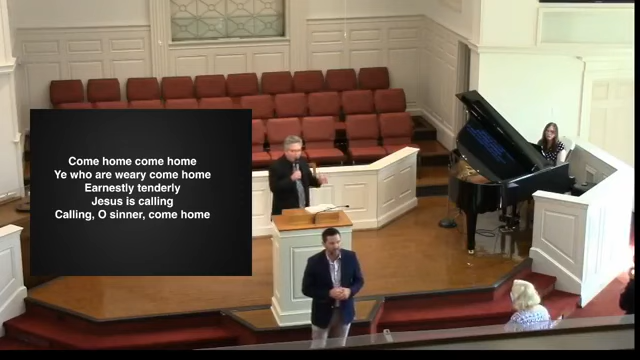 Come home come home
Ye who are weary come home
Earnestly tenderly
Jesus is calling
Calling, O sinner, come home